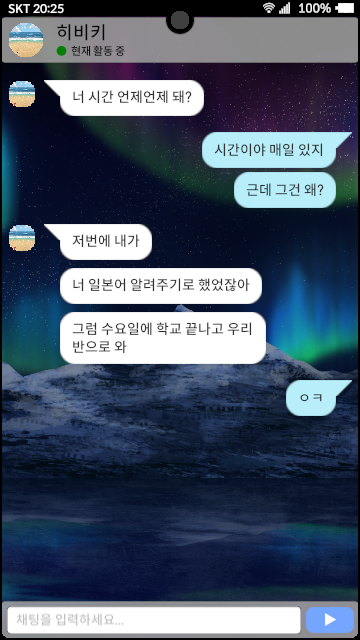 SKT 20:25
100%
히비키
현재 활동 중
너 시간 언제언제 돼?
시간이야 매일 있지
근데 그건 왜?
저번에 내가
너 일본어 알려주기로 했었잖아
그럼 수요일에 학교 끝나고 우리
반으로 와
ㅇㅋ
채팅을 입력하세요...